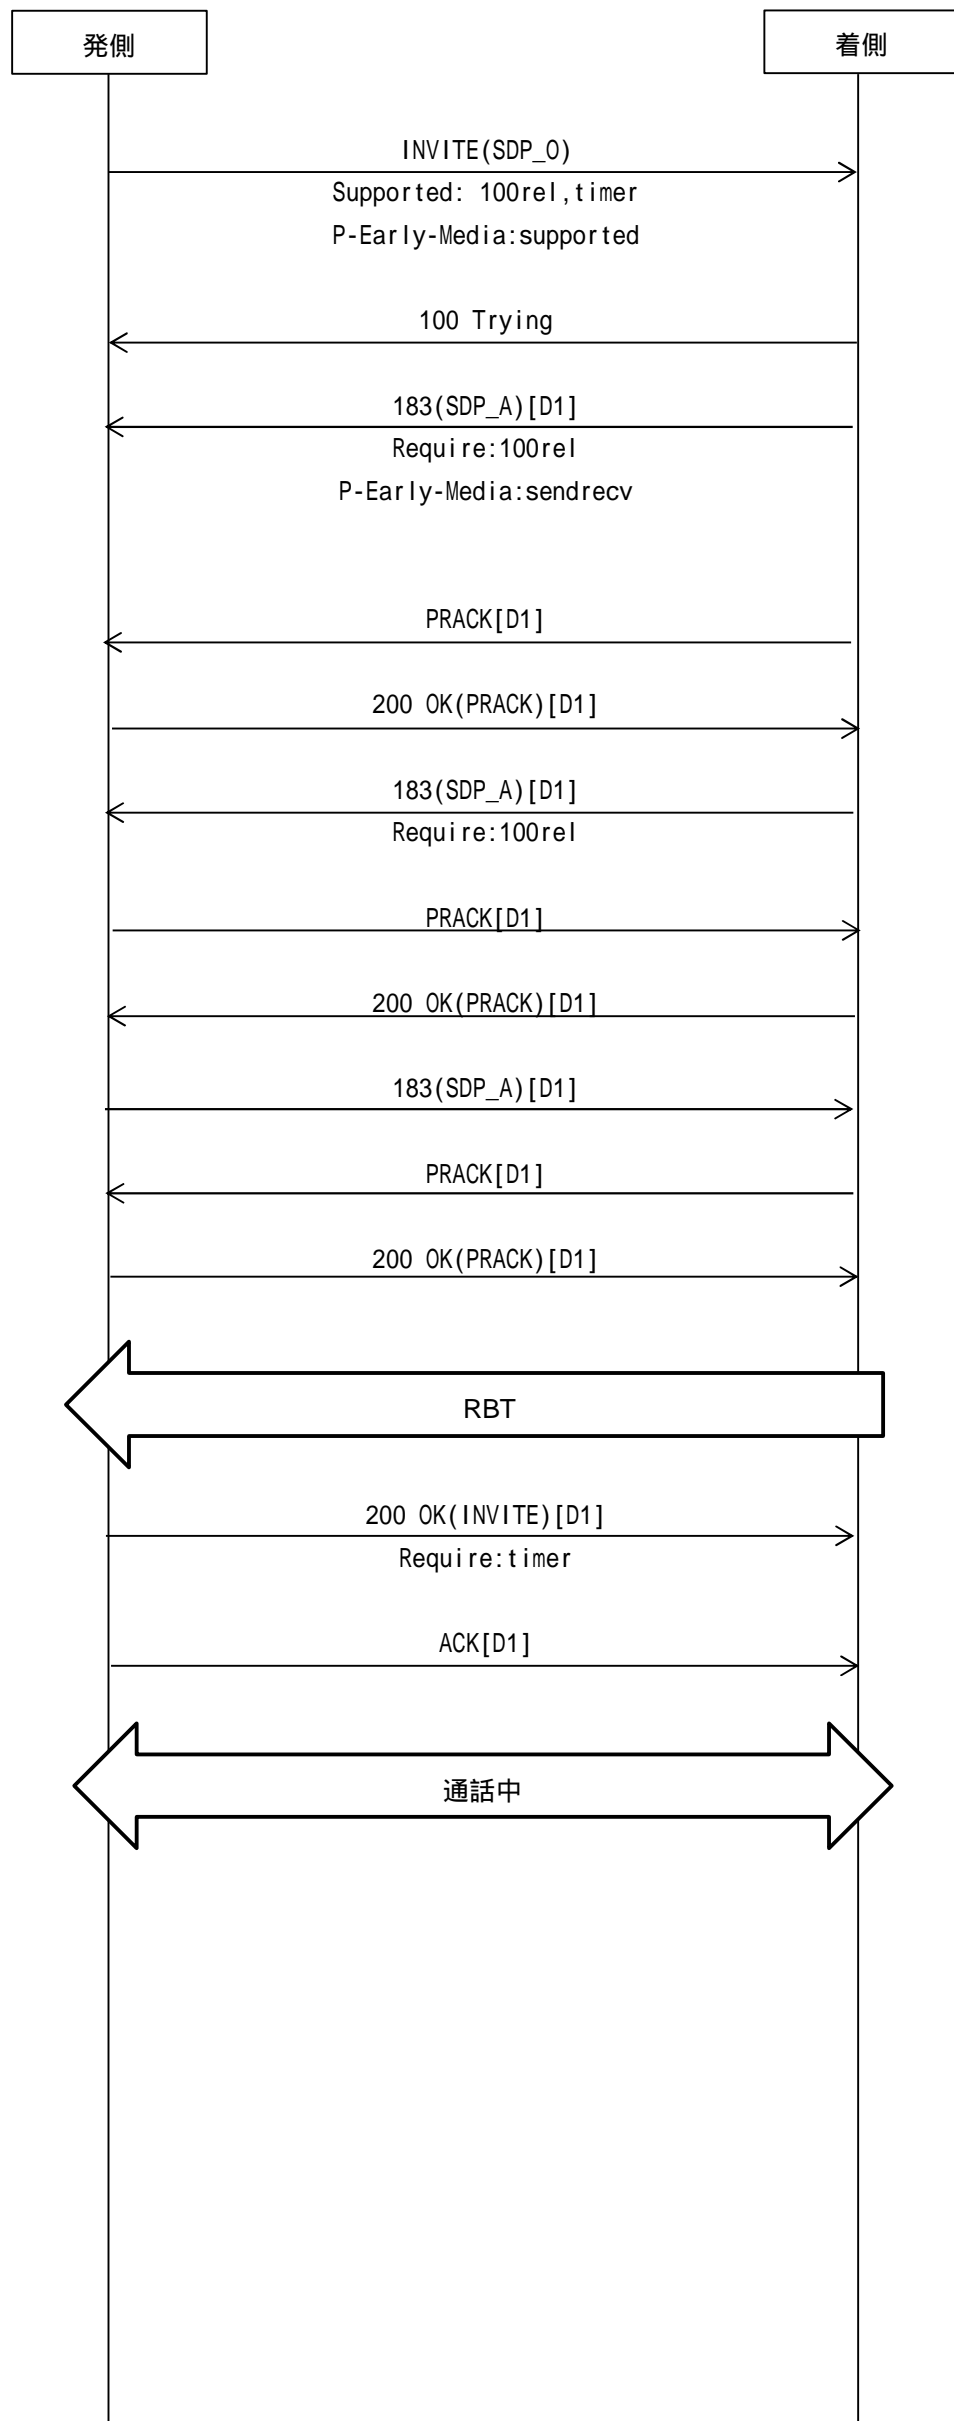 発側
着側
INVITE(SDP_O)
Supported: 100rel,timer
P-Early-Media:supported
100 Trying
183(SDP_A)[D1]
Require:100rel
P-Early-Media:sendrecv
PRACK[D1]
200 OK(PRACK)[D1]
183(SDP_A)[D1]
Require:100rel
PRACK[D1]
200 OK(PRACK)[D1]
183(SDP_A)[D1]
PRACK[D1]
200 OK(PRACK)[D1]
RBT
200 OK(INVITE)[D1]
Require:timer
ACK[D1]
通話中